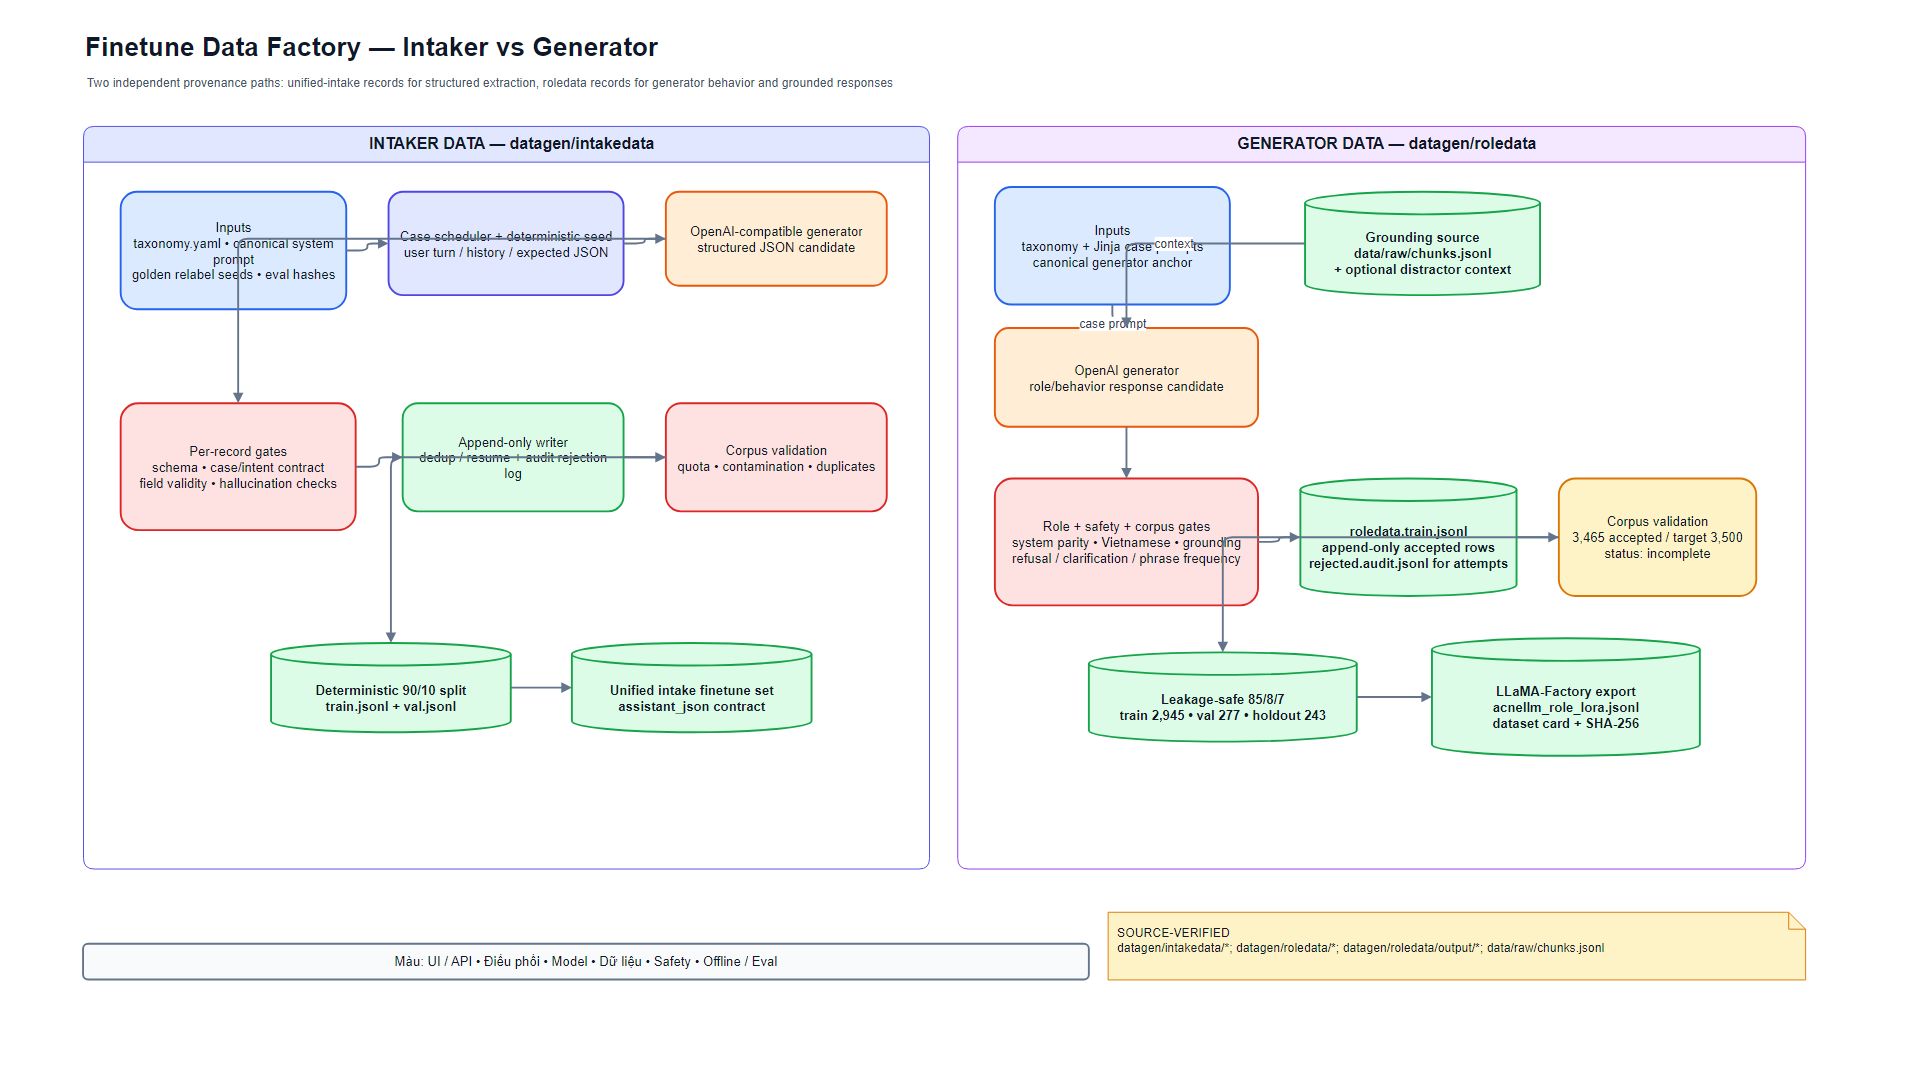 Finetune Data Factory — Intaker vs Generator
Two independent provenance paths: unified-intake records for structured extraction, roledata records for generator behavior and grounded responses
INTAKER DATA — datagen/intakedata
Inputs
taxonomy.yaml • canonical system
prompt
golden relabel seeds • eval hashes
Case scheduler + deterministic seed
user turn / history / expected JSON
OpenAI-compatible generator
structured JSON candidate
Per-record gates
schema • case/intent contract
field validity • hallucination checks
Append-only writer
dedup / resume + audit rejection
log
Corpus validation
quota • contamination • duplicates
Deterministic 90/10 split
train.jsonl + val.jsonl
Unified intake finetune set
assistant_json contract
GENERATOR DATA — datagen/roledata
Inputs
taxonomy + Jinja case
canonical generator anchor
context
Grounding source
data/raw/chunks.jsonl
+ optional distractor context
case prompt
OpenAI generator
role/behavior response candidate
Role + safety + corpus gates
system parity • Vietnamese • grounding
refusal / clarification / phrase frequency
roledata.train.jsonl
append-only accepted rows
rejected.audit.jsonl for attempts
Corpus validation
3,465 accepted / target 3,500
status: incomplete
Leakage-safe 85/8/7
train 2,945 • val 277 • holdout 243
LLaMA-Factory export
acnellm_role_lora.jsonl
dataset card + SHA-256
Màu: UI / API • Điều phối • Model • Dữ liệu • Safety • Offline / Eval
SOURCE-VERIFIED
datagen/intakedata/*; datagen/roledata/*; datagen/roledata/output/*; data/raw/chunks.jsonl